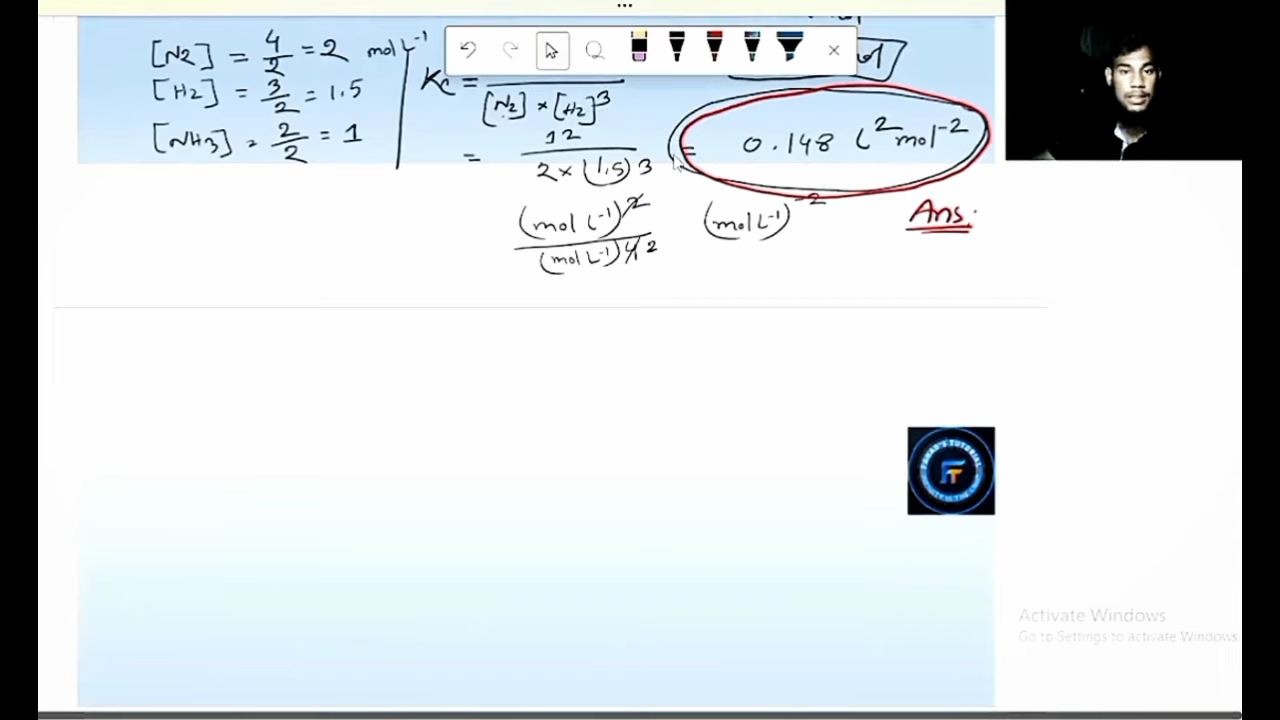 [N2] = 4/2 = 2 mol L⁻¹
[H2] = 3/2 = 1.5
[NH3] = 2/2 = 1
Kc =
[N2] × [H2]³
= 1² / 2 × (1.5)³
= 0.148 L² mol⁻²
(mol L⁻¹)² / (mol L⁻¹)⁴ ²
(mol L⁻¹)⁻²
Ans.
FT
Activate Windows
Go to Settings to activate Windows